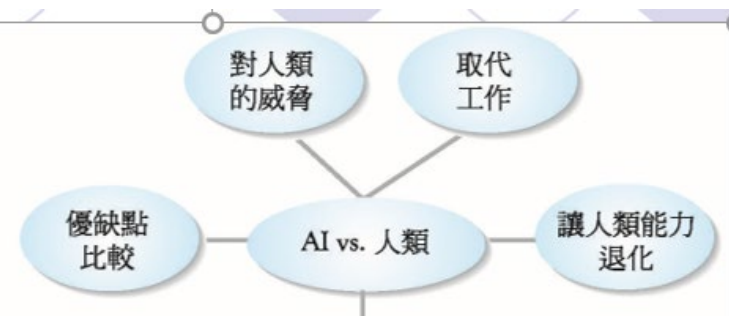 對人類
的威脅
取代
工作
優缺點
比較
AI vs. 人類
讓人類能力
退化